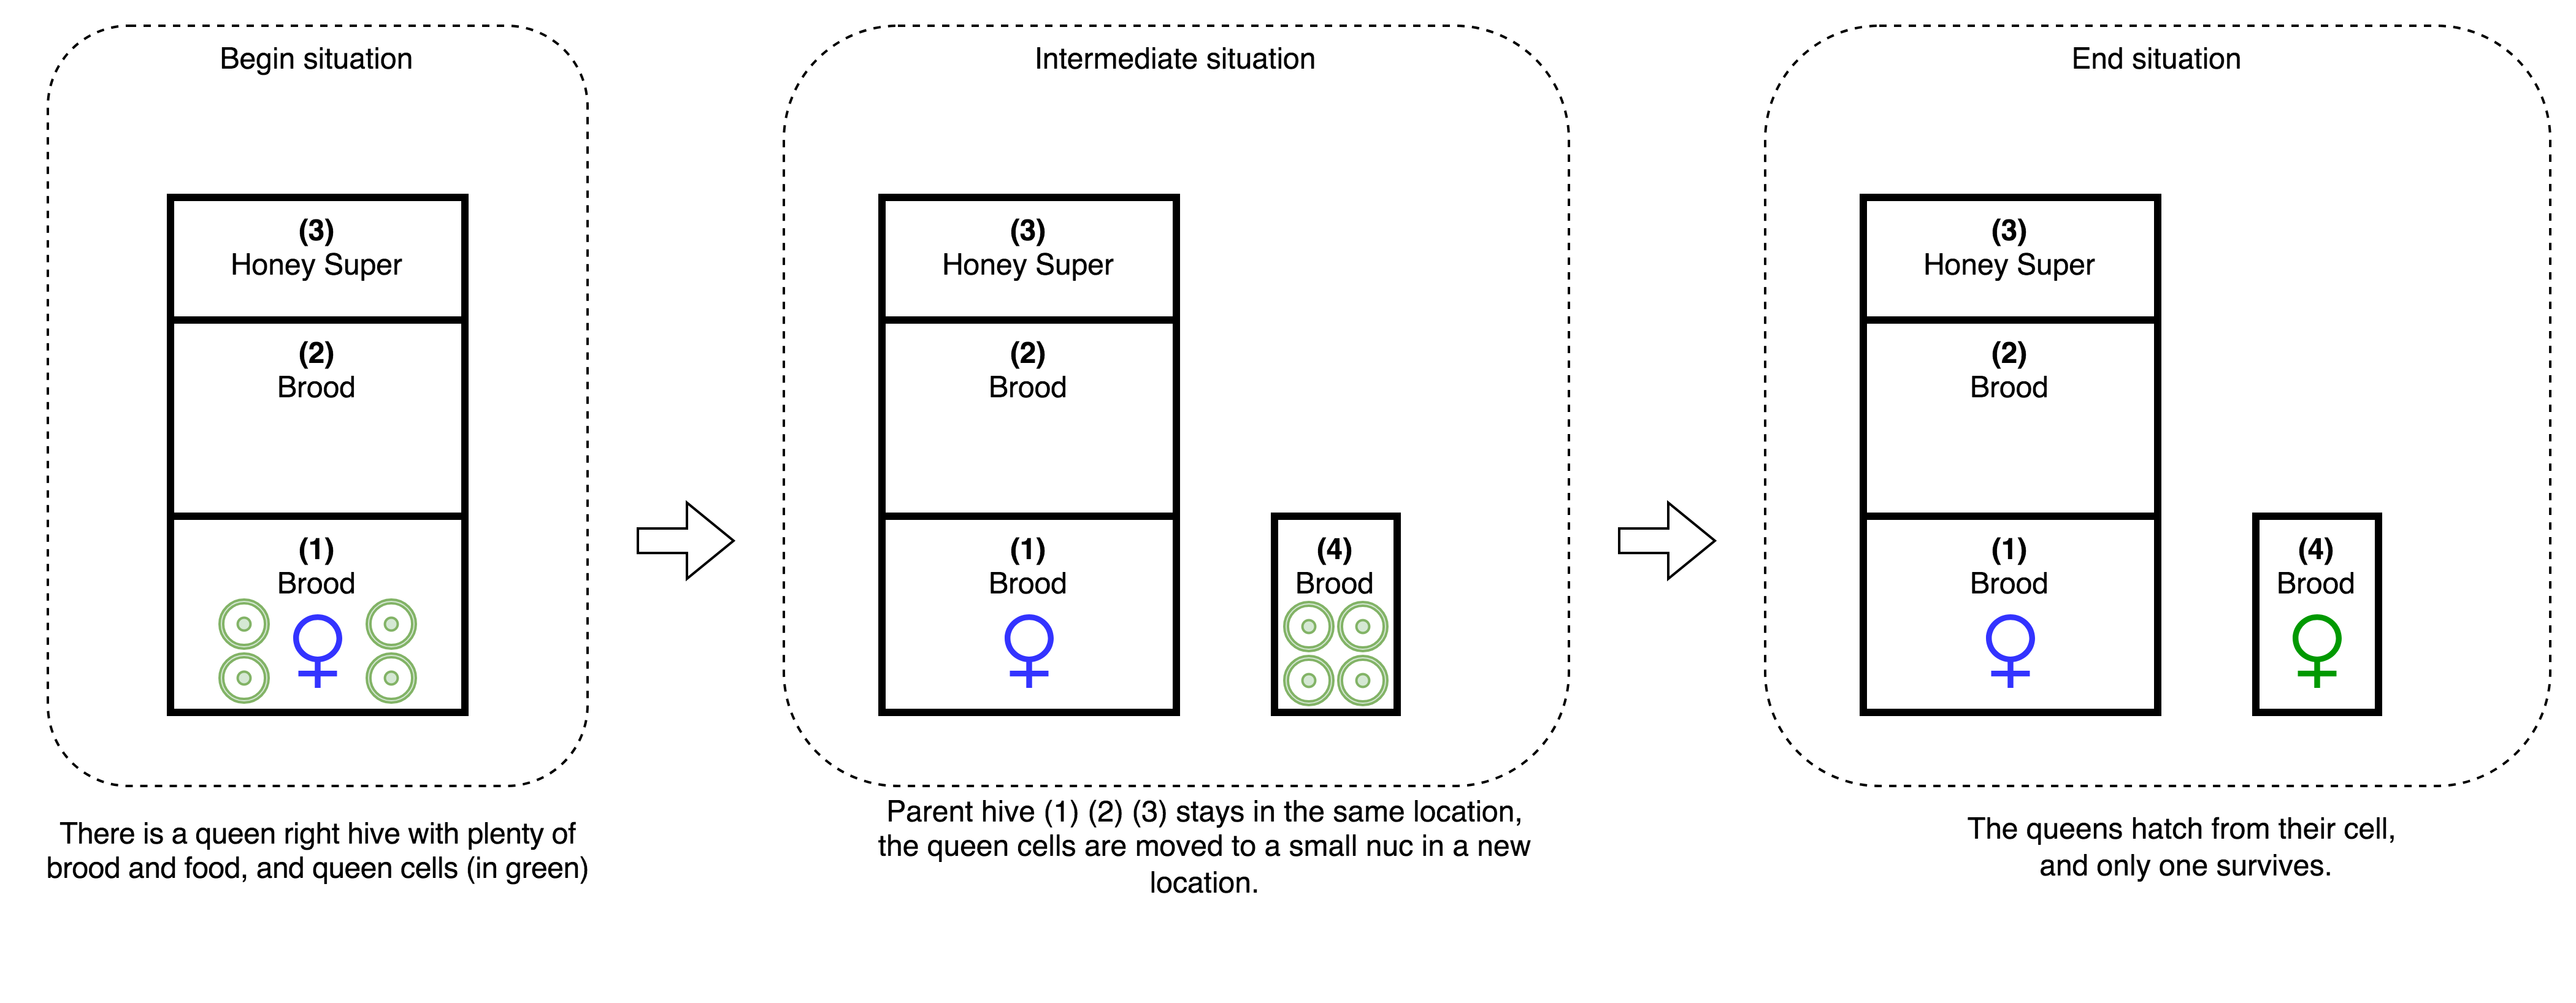 Begin situation
(3)
Honey Super
(2)
Brood
(1)
Brood
There is a queen right hive with plenty of
brood and food, and queen cells (in green)
Intermediate situation
(3)
Honey Super
(2)
Brood
(1)
Brood
(4)
Brood
Parent hive (1) (2) (3) stays in the same location,
the queen cells are moved to a small nuc in a new
location.
End situation
(3)
Honey Super
(2)
Brood
(1)
Brood
(4)
Brood
The queens hatch from their cell,
and only one survives.